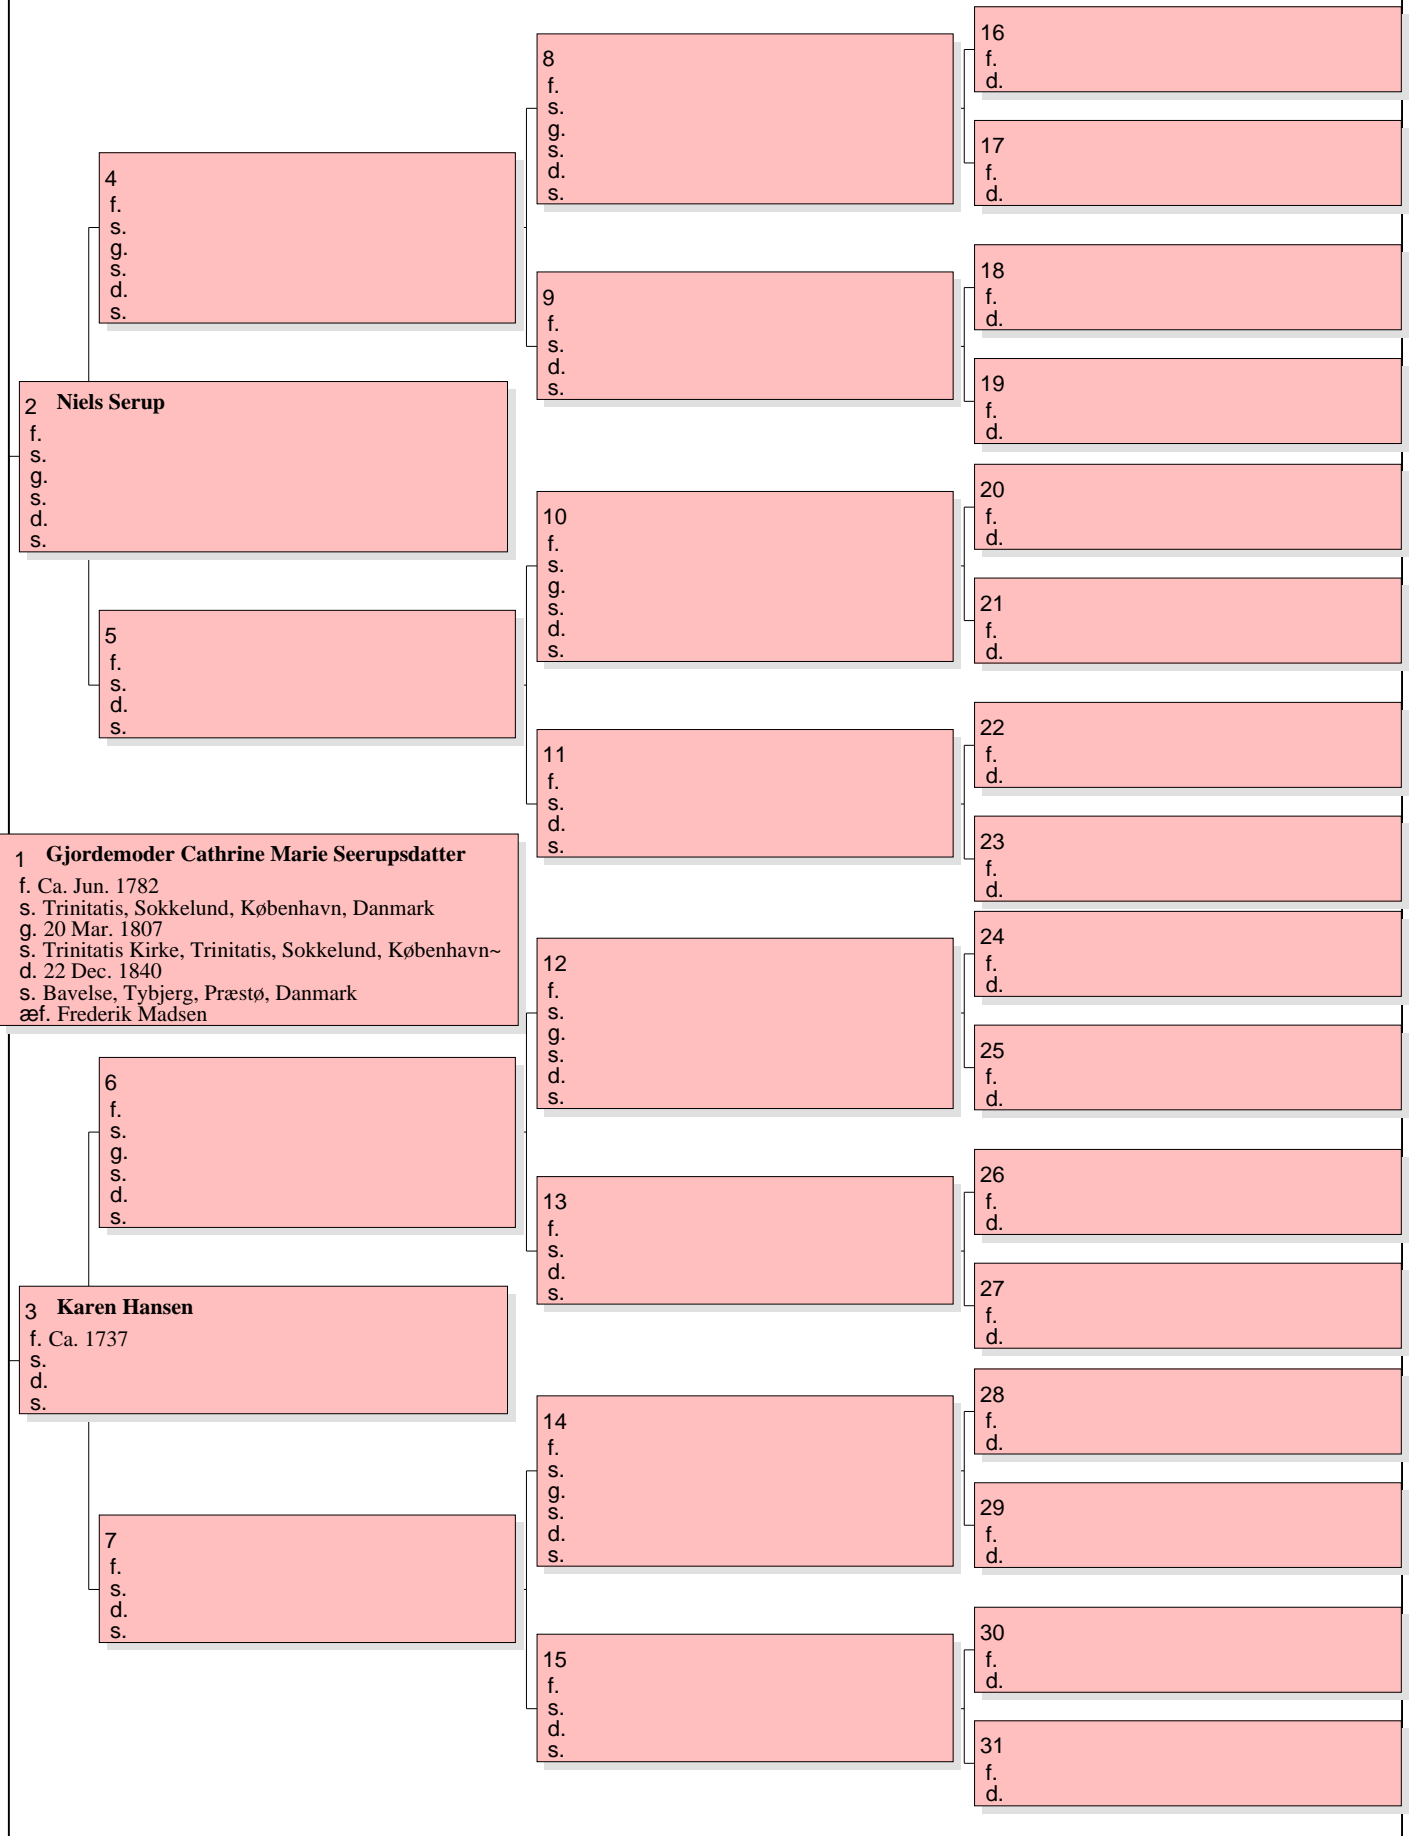 16
f.
d.
8
f.
s.
g.
s.
d.
s.
17
f.
d.
4
f.
s.
g.
s.
d.
s.
18
f.
d.
9
f.
s.
d.
s.
19
f.
d.
2 Niels Serup
f.
s.
g.
s.
d.
s.
20
f.
d.
10
f.
s.
g.
s.
d.
s.
21
f.
d.
5
f.
s.
d.
s.
22
f.
d.
11
f.
s.
d.
s.
23
f.
d.
1 Gjordemoder Cathrine Marie Seerupsdatter
f. Ca. Jun. 1782
s. Trinitatis, Sokkelund, København, Danmark
g. 20 Mar. 1807
s. Trinitatis Kirke, Trinitatis, Sokkelund, København~
d. 22 Dec. 1840
s. Bavelse, Tybjerg, Præstø, Danmark
æf. Frederik Madsen
24
f.
d.
12
f.
s.
g.
s.
d.
s.
25
f.
d.
6
f.
s.
g.
s.
d.
s.
26
f.
d.
13
f.
s.
d.
s.
27
f.
d.
3 Karen Hansen
f. Ca. 1737
s.
d.
s.
28
f.
d.
14
f.
s.
g.
s.
d.
s.
29
f.
d.
7
f.
s.
d.
s.
30
f.
d.
15
f.
s.
d.
s.
31
f.
d.